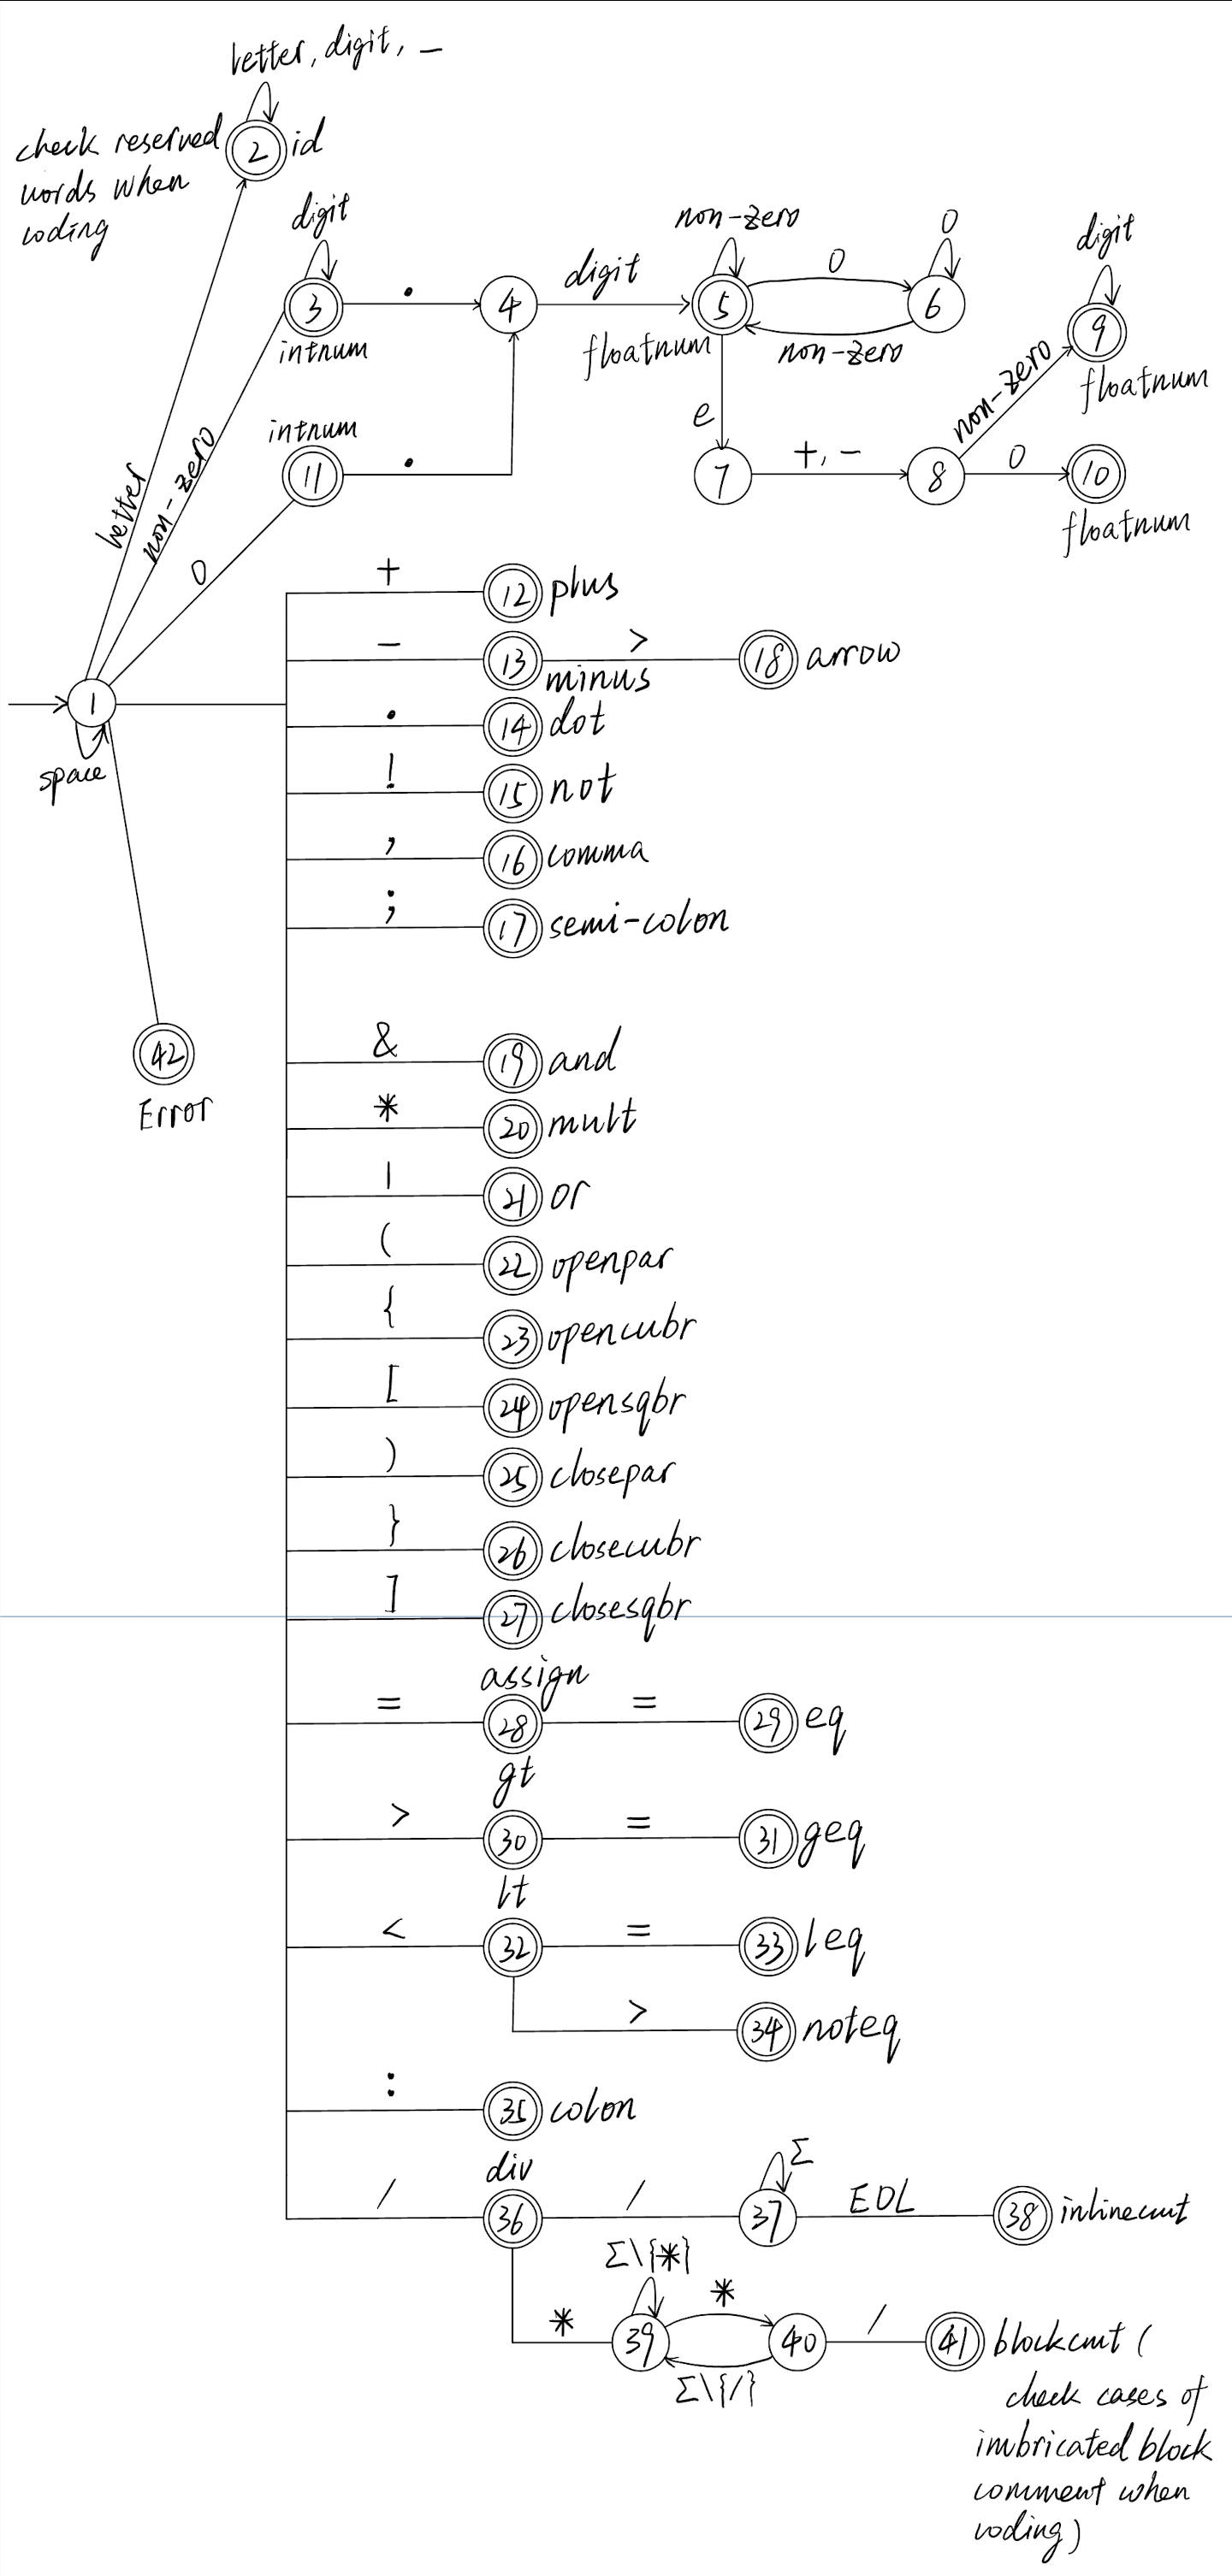 letter, digit, _
check reserved
words when
coding
2
id
digit
3
intnum
.
4
digit
non-zero
5
floatnum
0
non-zero
0
6
digit
9
floatnum
e
7
+, -
8
non-zero
0
10
floatnum
intnum
11
.
letter
non-zero
0
1
space
42
Error
+
12
plus
-
13
minus
>
18
arrow
.
14
dot
!
15
not
,
16
comma
;
17
semi-colon
&
19
and
*
20
mult
|
21
or
(
22
openpar
{
23
opencubr
[
24
opensqbr
)
25
closepar
}
26
closecubr
]
27
closesqbr
=
assign
28
=
29
eq
>
gt
30
=
31
geq
<
lt
32
=
33
leq
>
34
noteq
:
35
colon
/
div
36
/
Σ
37
EOL
38
inlinecmt
*
Σ\{*}
39
*
Σ\{/}
40
/
41
blockcmt (
check cases of
imbricated block
comment when
coding)